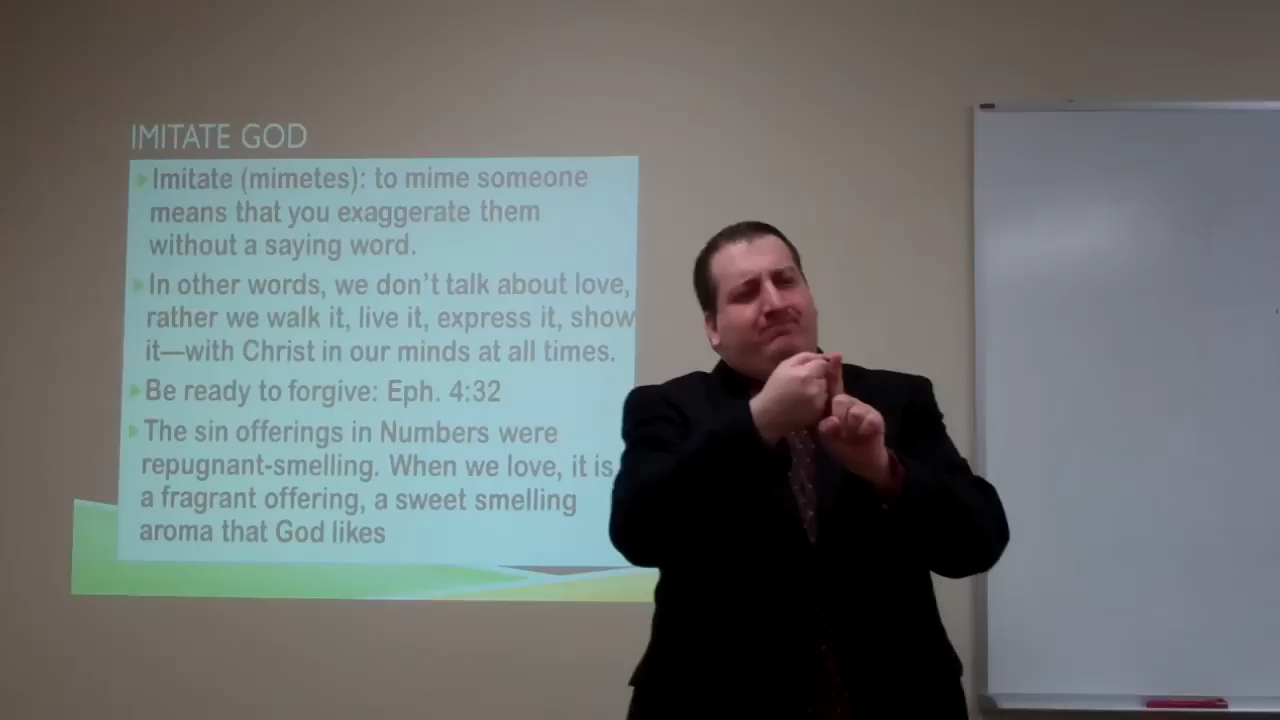 IMITATE GOD
Imitate (mimetes): to mime someone
means that you exaggerate them
without a saying word.
In other words, we don't talk about love,
rather we walk it, live it, express it, show
it—with Christ in our minds at all times.
Be ready to forgive: Eph. 4:32
The sin offerings in Numbers were
repugnant-smelling. When we love, it is
a fragrant offering, a sweet smelling
aroma that God likes